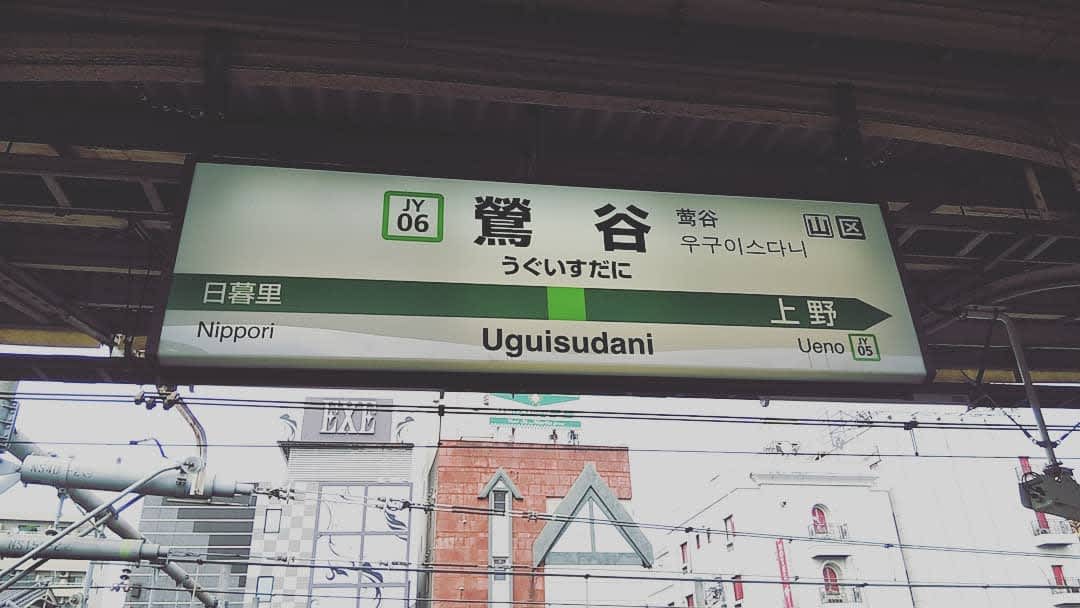 JY
06
鶯谷
莺谷
우구이스다니
山 区
うぐいすだに
日暮里
上野
Nippori
Uguisudani
Ueno
JY
05
EXE